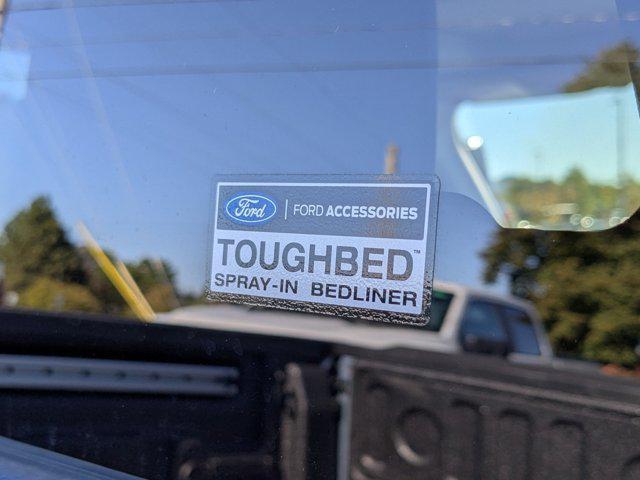 Ford | FORD ACCESSORIES
TOUGHBED™
SPRAY-IN BEDLINER